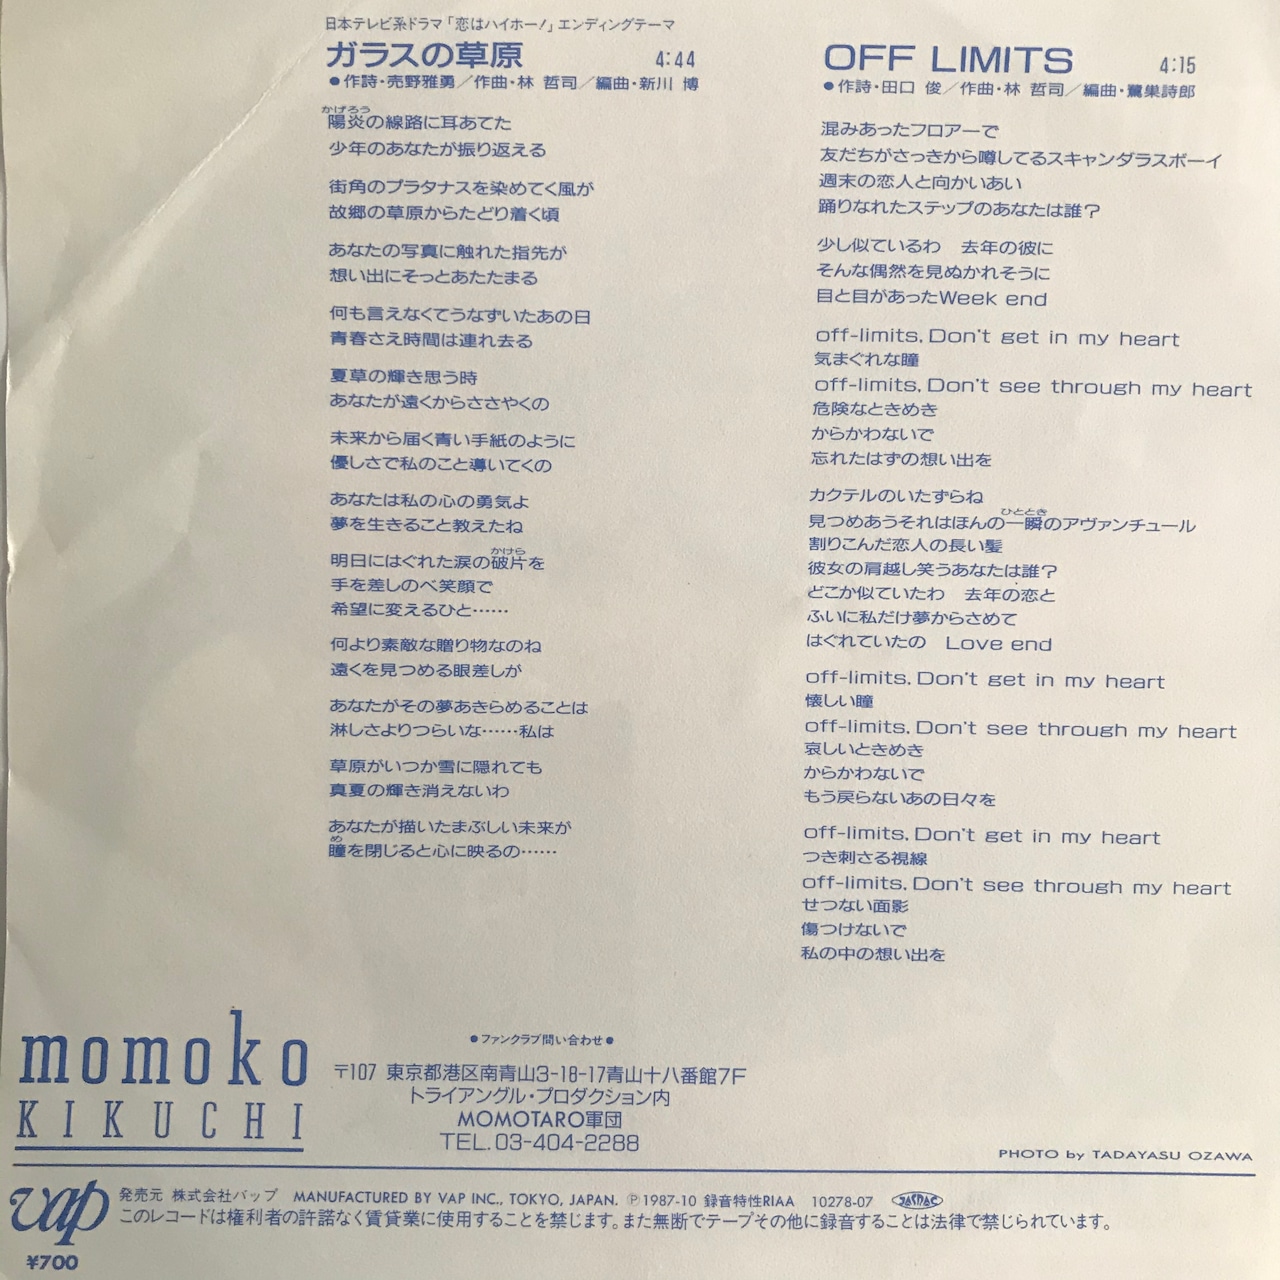 日本テレビ系ドラマ「恋はハイホー!」エンディングテーマ
ガラスの草原 4:44
●作詩・売野雅勇／作曲・林 哲司／編曲・新川 博
かげろう
陽炎の線路に耳あてた
少年のあなたが振り返える
街角のプラタナスを染めてく風が
故郷の草原からたどり着く頃
あなたの写真に触れた指先が
想い出にそっとあたたまる
何も言えなくてうなずいたあの日
青春さえ時間は連れ去る
夏草の輝き思う時
あなたが遠くからささやくの
未来から届く青い手紙のように
優しさで私のこと導いてくの
あなたは私の心の勇気よ
夢を生きること教えたね
かけら
明日にはぐれた涙の破片を
手を差しのべ笑顔で
希望に変えるひと……
何より素敵な贈り物なのね
遠くを見つめる眼差しが
あなたがその夢あきらめることは
淋しさよりつらいな……私は
草原がいつか雪に隠れても
真夏の輝き消えないわ
あなたが描いたまぶしい未来が
め
瞳を閉じると心に映るの……
OFF LIMITS 4:15
●作詩・田口 俊／作曲・林 哲司／編曲・鷺巣詩郎
混みあったフロアーで
友だちがさっきから噂してるスキャンダラスボーイ
週末の恋人と向かいあい
踊りなれたステップのあなたは誰？
少し似ているわ　去年の彼に
そんな偶然を見ぬかれそうに
目と目があったWeek end
off-limits, Don't get in my heart
気まぐれな瞳
off-limits, Don't see through my heart
危険なときめき
からかわないで
忘れたはずの想い出を
カクテルのいたずらね
ひととき
見つめあうそれはほんの一瞬のアヴァンチュール
割りこんだ恋人の長い髪
彼女の肩越し笑うあなたは誰？
どこか似ていたわ　去年の恋と
ふいに私だけ夢からさめて
はぐれていたの　Love end
off-limits, Don't get in my heart
懐しい瞳
off-limits, Don't see through my heart
哀しいときめき
からかわないで
もう戻らないあの日々を
off-limits, Don't get in my heart
つき刺さる視線
off-limits, Don't see through my heart
せつない面影
傷つけないで
私の中の想い出を
momoko
KIKUCHI
●ファンクラブ問い合わせ●
〒107 東京都港区南青山3-18-17青山十八番館7F
トライアングル・プロダクション内
MOMOTARO軍団
TEL. 03-404-2288
PHOTO by TADAYASU OZAWA
vap
発売元 株式会社バップ MANUFACTURED BY VAP INC., TOKYO, JAPAN. Ⓟ1987-10 録音特性RIAA 10278-07 JASRAC
このレコードは権利者の許諾なく賃貸業に使用することを禁じます。また無断でテープその他に録音することは法律で禁じられています。
¥700